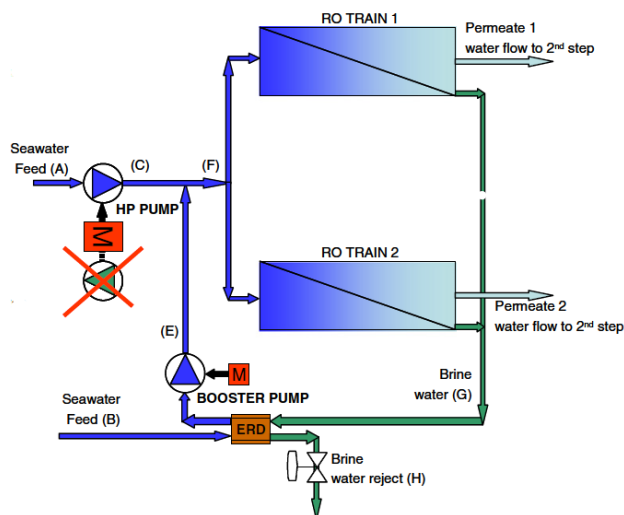 RO TRAIN 1
Permeate 1
water flow to 2nd step
Seawater
Feed (A)
(C)
(F)
HP PUMP
M
RO TRAIN 2
Permeate 2
water flow to 2nd step
(E)
M
BOOSTER PUMP
Brine
water (G)
Seawater
Feed (B)
ERD
Brine
water reject (H)